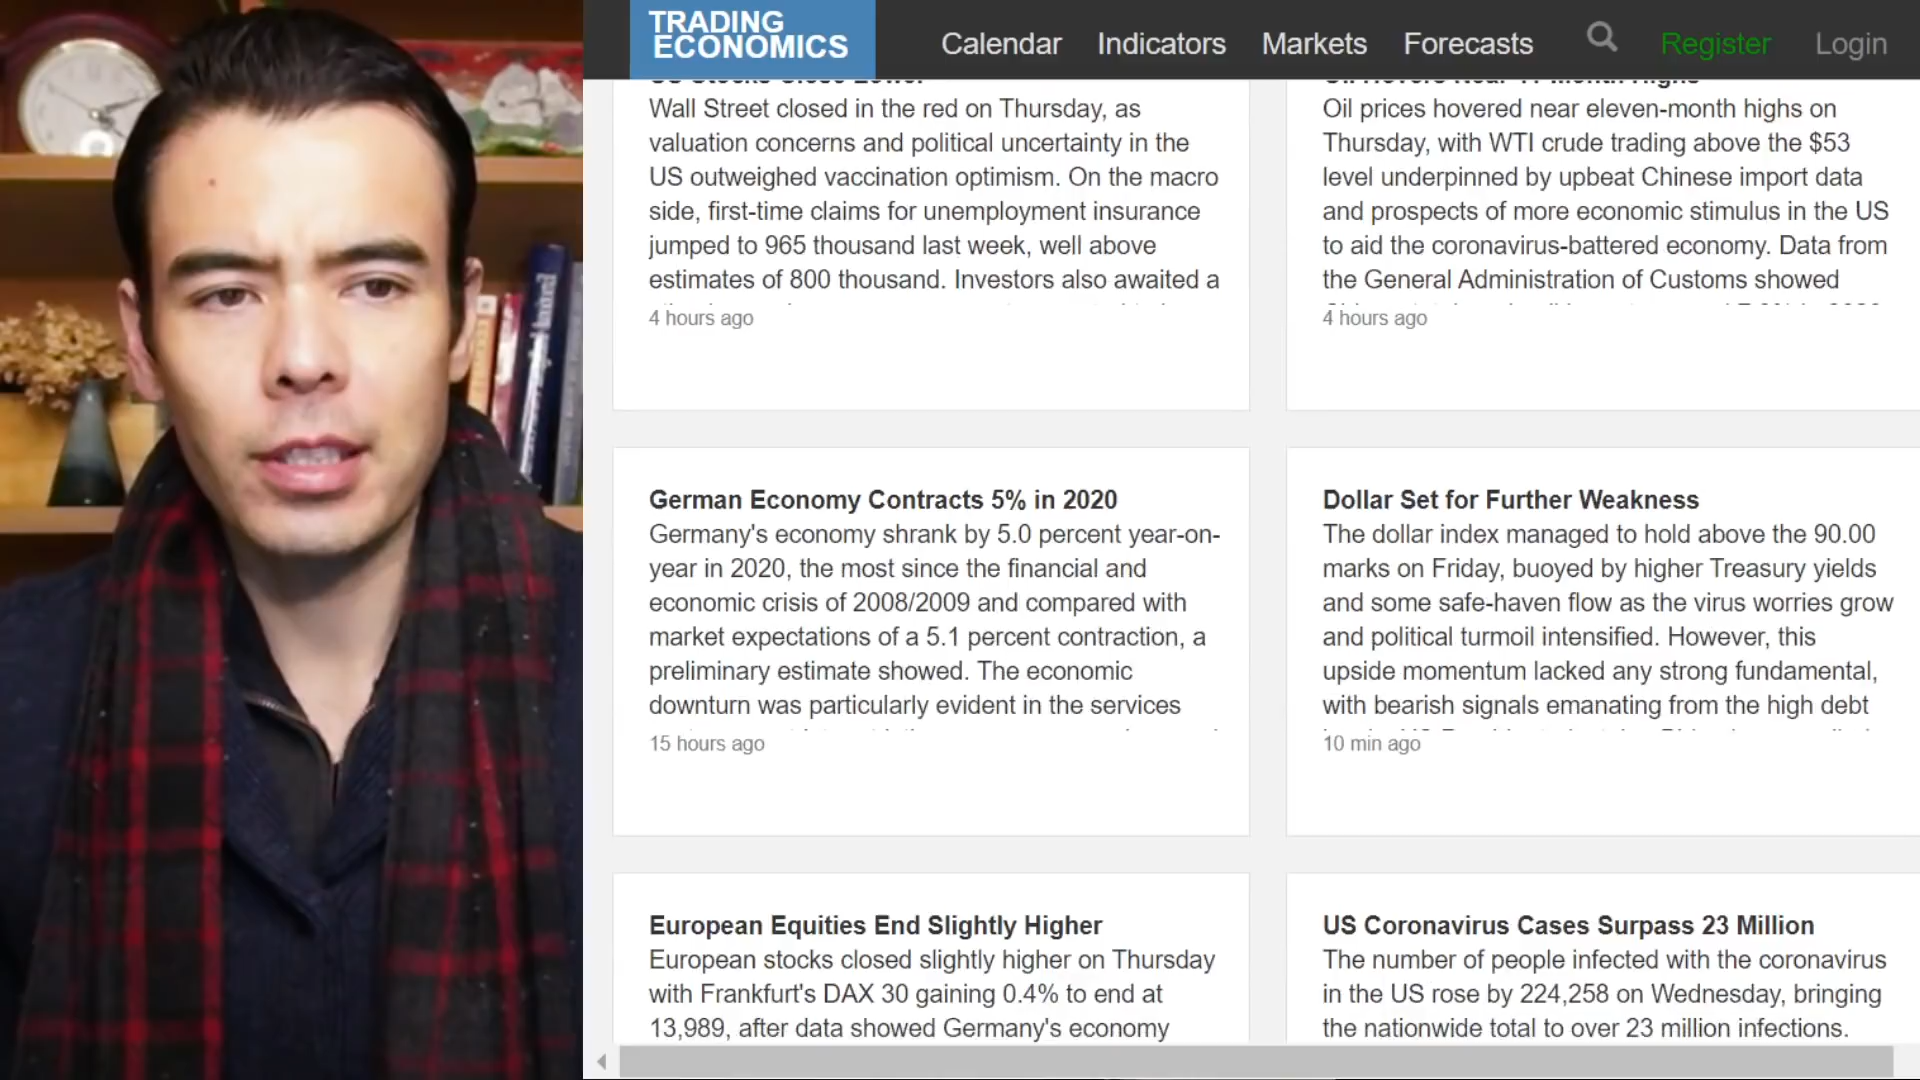 TRADING
ECONOMICS
Calendar
Indicators
Markets
Forecasts
Register
Login
US Stocks Close Lower
Wall Street closed in the red on Thursday, as
valuation concerns and political uncertainty in the
US outweighed vaccination optimism. On the macro
side, first-time claims for unemployment insurance
jumped to 965 thousand last week, well above
estimates of 800 thousand. Investors also awaited a
4 hours ago
Oil Hovers Near 11-Month Highs
Oil prices hovered near eleven-month highs on
Thursday, with WTI crude trading above the $53
level underpinned by upbeat Chinese import data
and prospects of more economic stimulus in the US
to aid the coronavirus-battered economy. Data from
the General Administration of Customs showed
4 hours ago
German Economy Contracts 5% in 2020
Germany's economy shrank by 5.0 percent year-on-
year in 2020, the most since the financial and
economic crisis of 2008/2009 and compared with
market expectations of a 5.1 percent contraction, a
preliminary estimate showed. The economic
downturn was particularly evident in the services
15 hours ago
Dollar Set for Further Weakness
The dollar index managed to hold above the 90.00
marks on Friday, buoyed by higher Treasury yields
and some safe-haven flow as the virus worries grow
and political turmoil intensified. However, this
upside momentum lacked any strong fundamental,
with bearish signals emanating from the high debt
10 min ago
European Equities End Slightly Higher
European stocks closed slightly higher on Thursday
with Frankfurt's DAX 30 gaining 0.4% to end at
13,989, after data showed Germany's economy
US Coronavirus Cases Surpass 23 Million
The number of people infected with the coronavirus
in the US rose by 224,258 on Wednesday, bringing
the nationwide total to over 23 million infections.